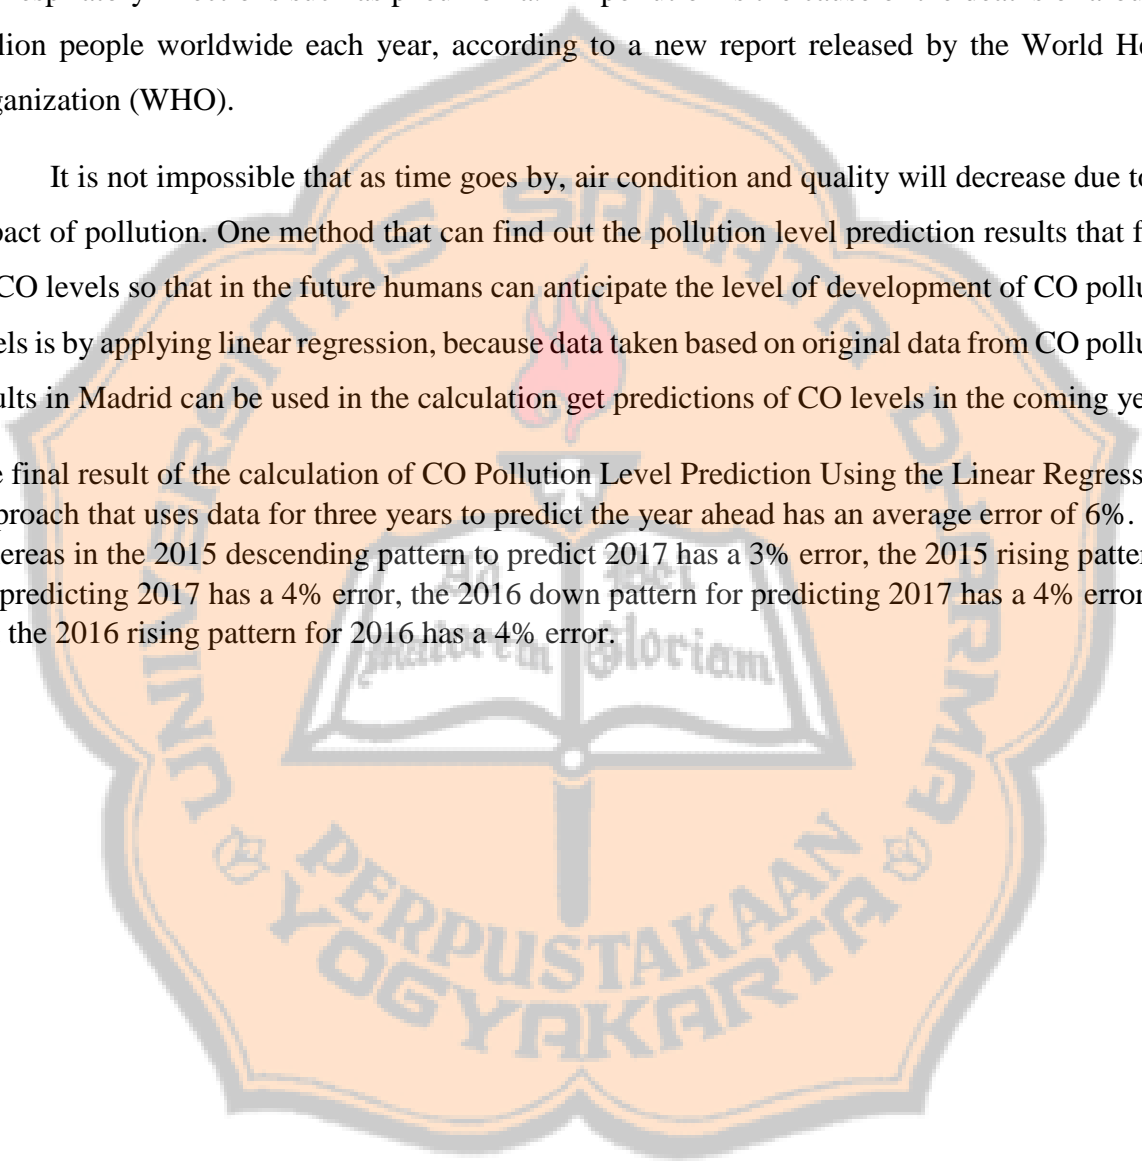 lion people worldwide each year, according to a new report released by the World He
ganization (WHO).
It is not impossible that as time goes by, air condition and quality will decrease due to
pact of pollution. One method that can find out the pollution level prediction results that f
CO levels so that in the future humans can anticipate the level of development of CO pollu
els is by applying linear regression, because data taken based on original data from CO pollu
ults in Madrid can be used in the calculation get predictions of CO levels in the coming ye
e final result of the calculation of CO Pollution Level Prediction Using the Linear Regress
proach that uses data for three years to predict the year ahead has an average error of 6%.
ereas in the 2015 descending pattern to predict 2017 has a 3% error, the 2015 rising patter
predicting 2017 has a 4% error, the 2016 down pattern for predicting 2017 has a 4% error
the 2016 rising pattern for 2016 has a 4% error.
UNIVERSITAS SANATA DHARMA
Ad Dei
Maiorem Gloriam
PERPUSTAKAAN
YOGYAKARTA